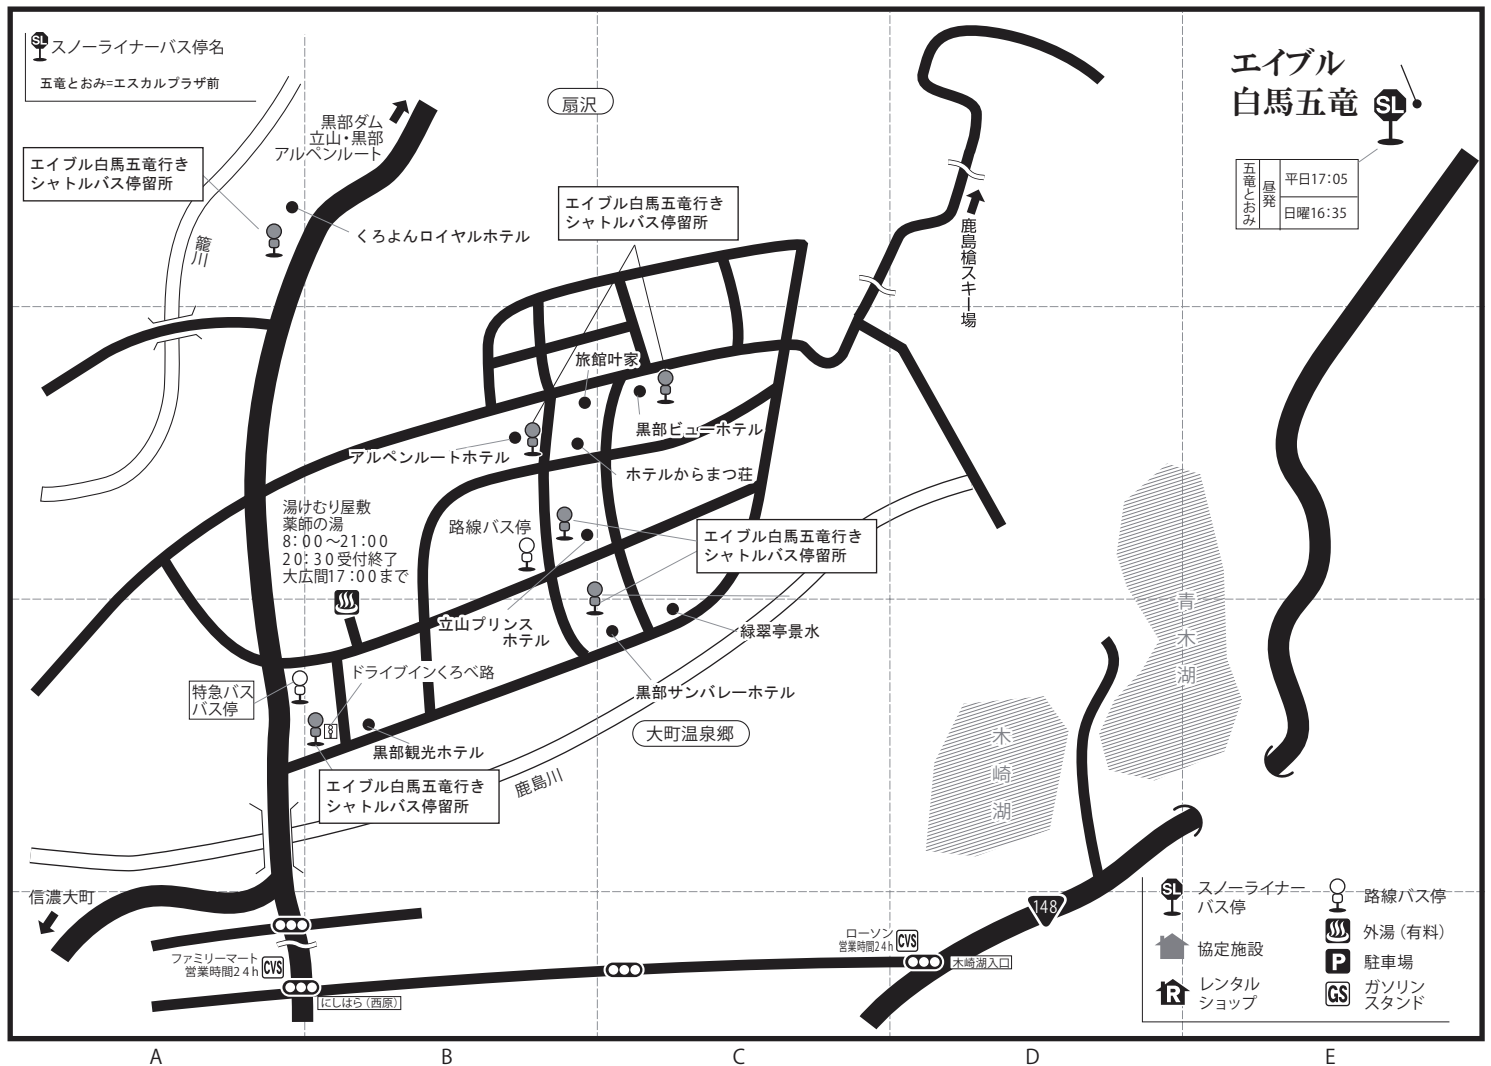 SL スノーライナーバス停名
五竜とおみ=エスカルプラザ前
黒部ダム
立山・黒部
アルペンルート
エイブル白馬五竜行き
シャトルバス停留所
くろよんロイヤルホテル
籠川
扇沢
エイブル白馬五竜行き
シャトルバス停留所
鹿島槍スキー場
エイブル
白馬五竜
SL
五竜とおみ
昼発
平日17:05
日曜16:35
旅館叶家
黒部ビューホテル
アルペンルートホテル
ホテルからまつ荘
湯けむり屋敷
薬師の湯
8:00〜21:00
20:30受付終了
大広間17:00まで
路線バス停
エイブル白馬五竜行き
シャトルバス停留所
立山プリンス
ホテル
緑翠亭景水
ドライブインくろべ路
特急バス
バス停
黒部サンバレーホテル
大町温泉郷
黒部観光ホテル
エイブル白馬五竜行き
シャトルバス停留所
鹿島川
青木湖
木崎湖
信濃大町
ファミリーマート
営業時間24h
CVS
にしはら(西原)
ローソン
営業時間24h
CVS
木崎湖入口
148
SL スノーライナー
バス停
協定施設
R レンタル
ショップ
路線バス停
外湯(有料)
P 駐車場
GS ガソリン
スタンド
A B C D E